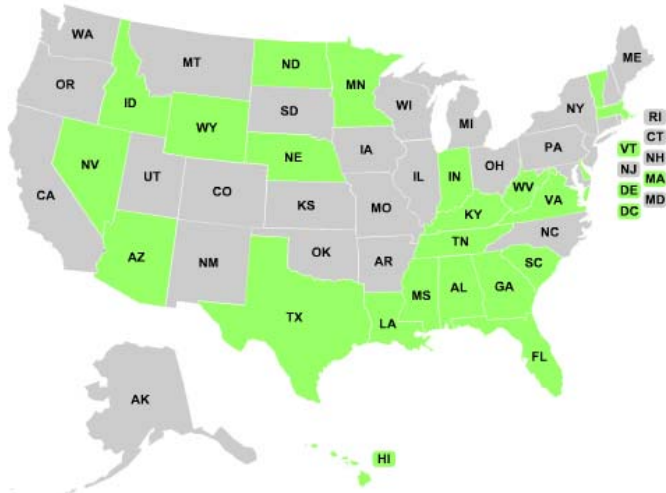 WA
MT
ND
MN
ME
OR
ID
SD
WI
NY
MI
WY
RI
CT
VT
NH
NJ
MA
DE
MD
DC
NV
NE
IA
PA
IL
IN
OH
UT
CO
WV
VA
CA
KS
MO
KY
NC
TN
AZ
NM
OK
AR
SC
MS
AL
GA
TX
LA
FL
AK
HI